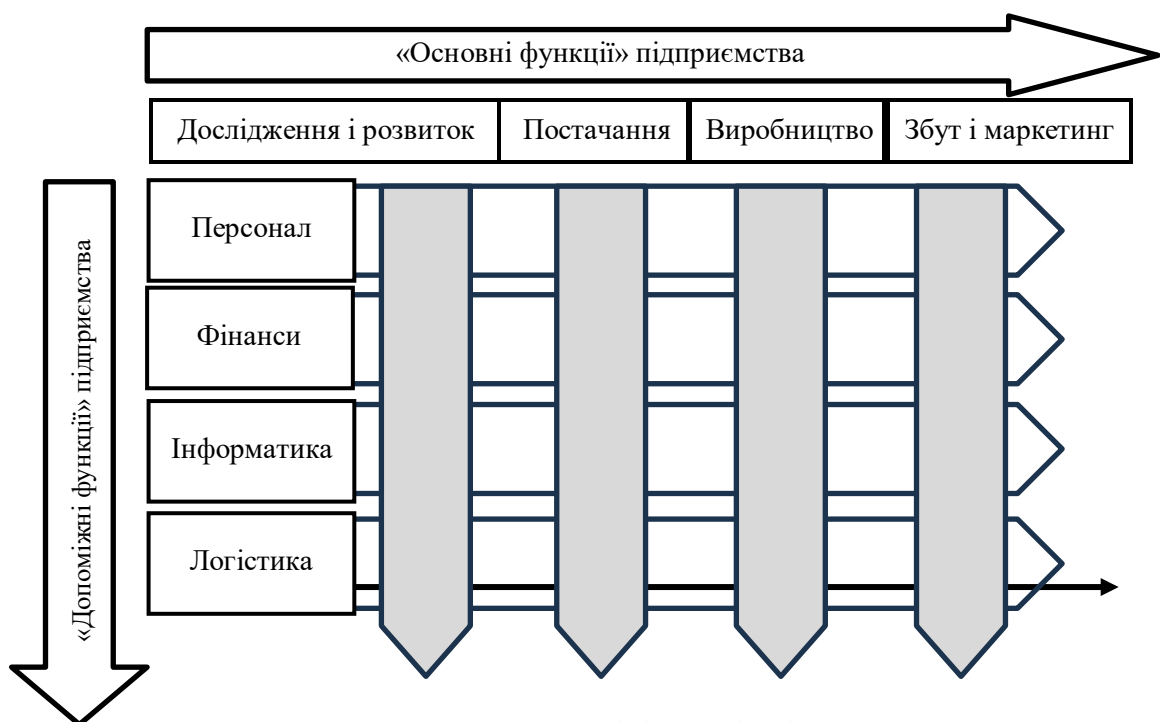 «Основні функції» підприємства
Дослідження і розвиток
Постачання
Виробництво
Збут і маркетинг
«Допоміжні функції» підприємства
Персонал
Фінанси
Інформатика
Логістика